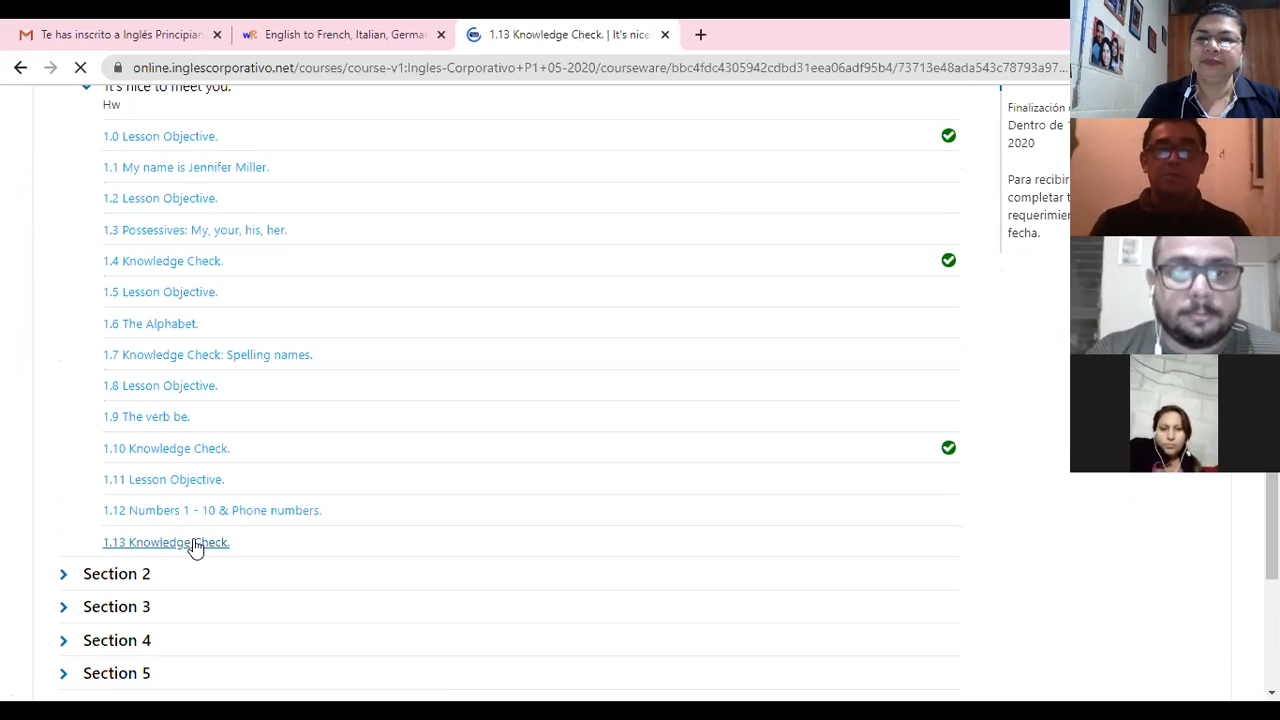 Te has inscrito a Inglés Principian
English to French, Italian, Germa
1.13 Knowledge Check. | It's nice
online.inglescorporativo.net/courses/course-v1:Ingles-Corporativo+P1+05-2020/courseware/bbc4fdc4305942cdbd31eea06adf95b4/73713e48ada543c78793a97...
It's nice to meet you.
Hw
1.0 Lesson Objective.
1.1 My name is Jennifer Miller.
1.2 Lesson Objective.
1.3 Possessives: My, your, his, her.
1.4 Knowledge Check.
1.5 Lesson Objective.
1.6 The Alphabet.
1.7 Knowledge Check: Spelling names.
1.8 Lesson Objective.
1.9 The verb be.
1.10 Knowledge Check.
1.11 Lesson Objective.
1.12 Numbers 1 - 10 & Phone numbers.
1.13 Knowledge Check.
Section 2
Section 3
Section 4
Section 5
Finalización
Dentro de
2020
Para recibir
completar t
requerimie
fecha.